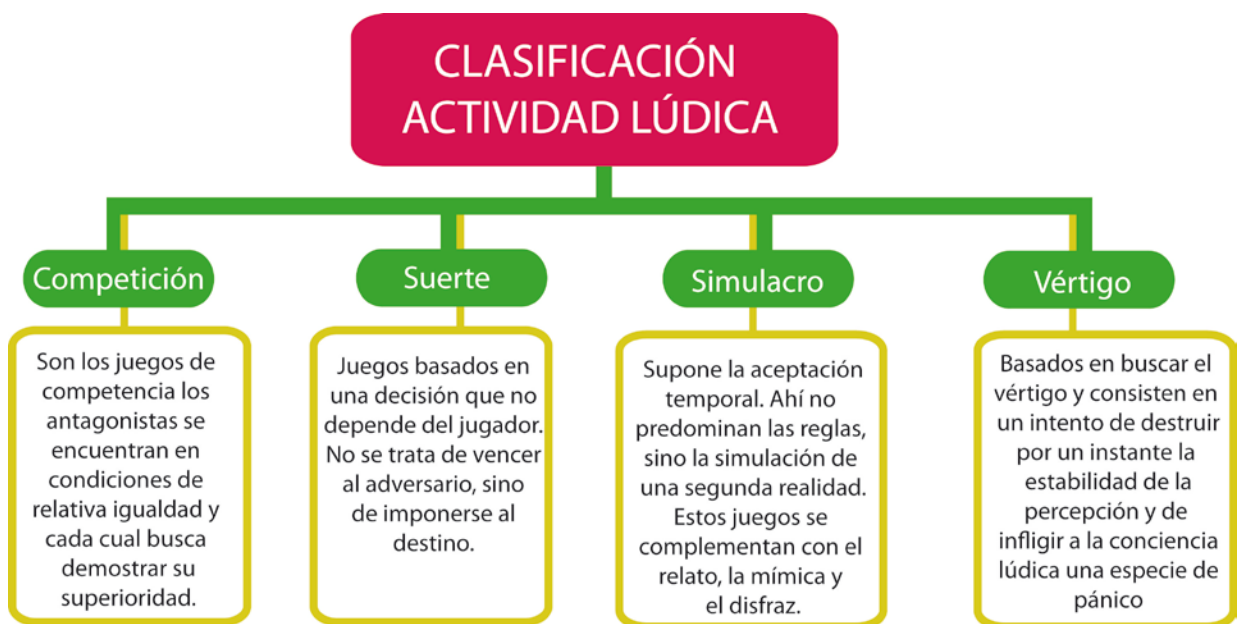 CLASIFICACIÓN
ACTIVIDAD LÚDICA
Competición
Son los juegos de
competencia los
antagonistas se
encuentran en
condiciones de
relativa igualdad y
cada cual busca
demostrar su
superioridad.
Suerte
Juegos basados en
una decisión que no
depende del jugador.
No se trata de vencer
al adversario, sino
de imponerse al
destino.
Simulacro
Supone la aceptación
temporal. Ahí no
predominan las reglas,
sino la simulación de
una segunda realidad.
Estos juegos se
complementan con el
relato, la mímica y
el disfraz.
Vértigo
Basados en buscar el
vértigo y consisten en
un intento de destruir
por un instante la
estabilidad de la
percepción y de
infligir a la conciencia
lúdica una especie de
pánico